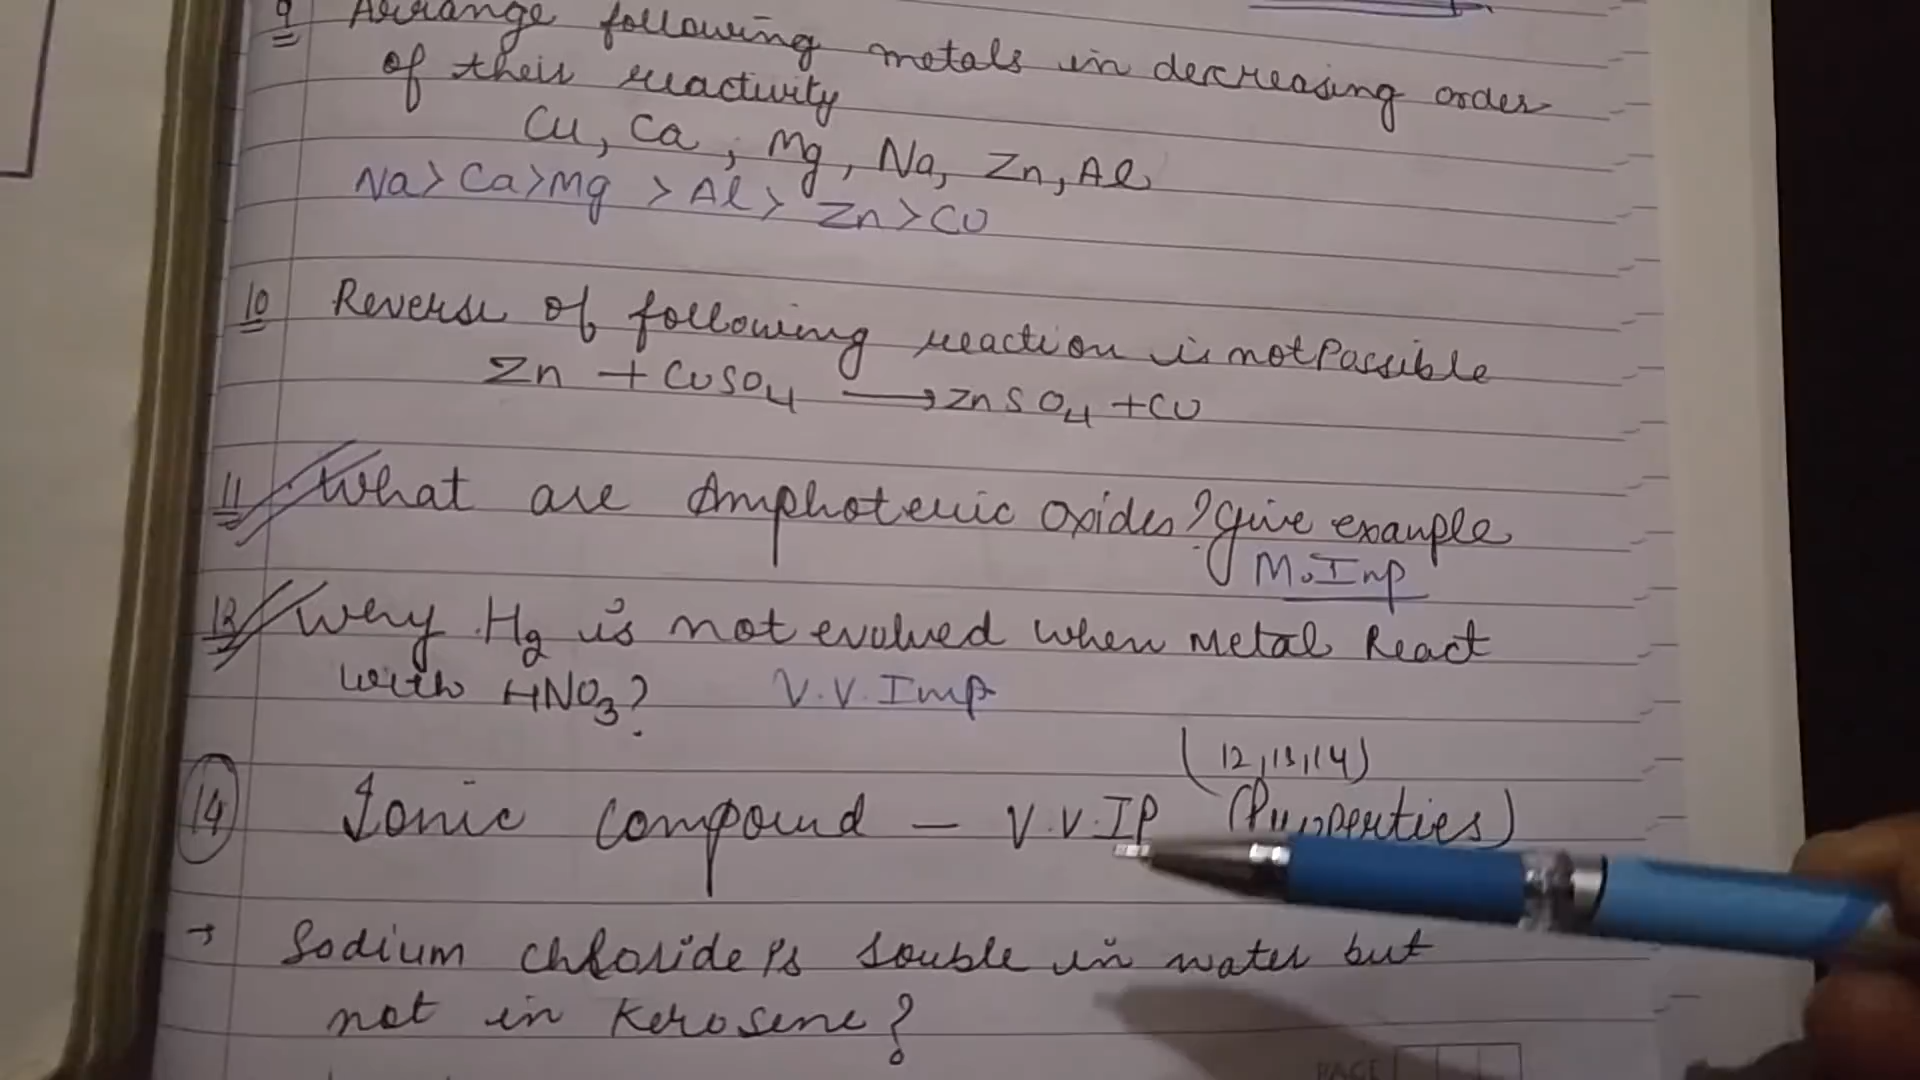 9 Arrange following metals in decreasing order
of their reactivity
Cu, Ca, Mg, Na, Zn, Al
Na > Ca > Mg > Al > Zn > Cu
10 Reverse of following reaction is not Possible
Zn + CuSO4 ⟶ ZnSO4 + Cu
11 What are Amphoteric Oxides? Give example
M. Imp
13 Why H2 is not evolved when Metal React
with HNO3? V.V. Imp
(12,13,14)
14 Ionic compound - V.V.IP (Properties)
→ Sodium chloride is souble in water but
not in Kerosene?
PAGE